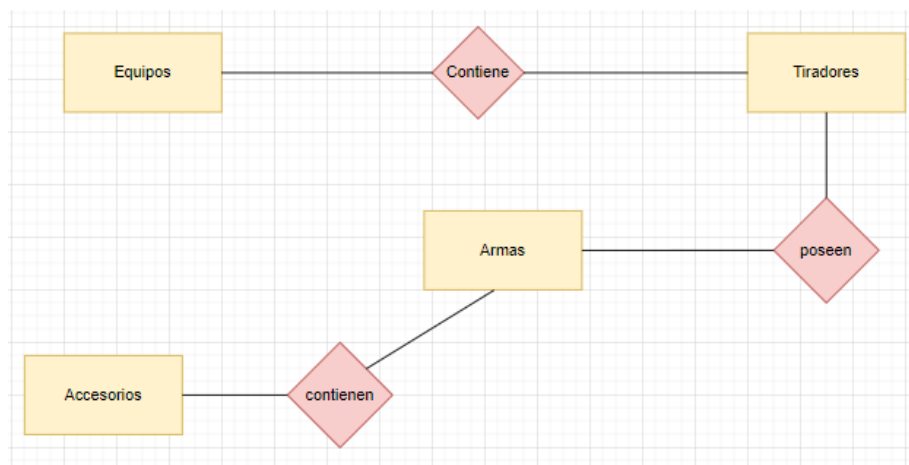 Equipos
Contiene
Tiradores
Armas
poseen
Accesorios
contienen